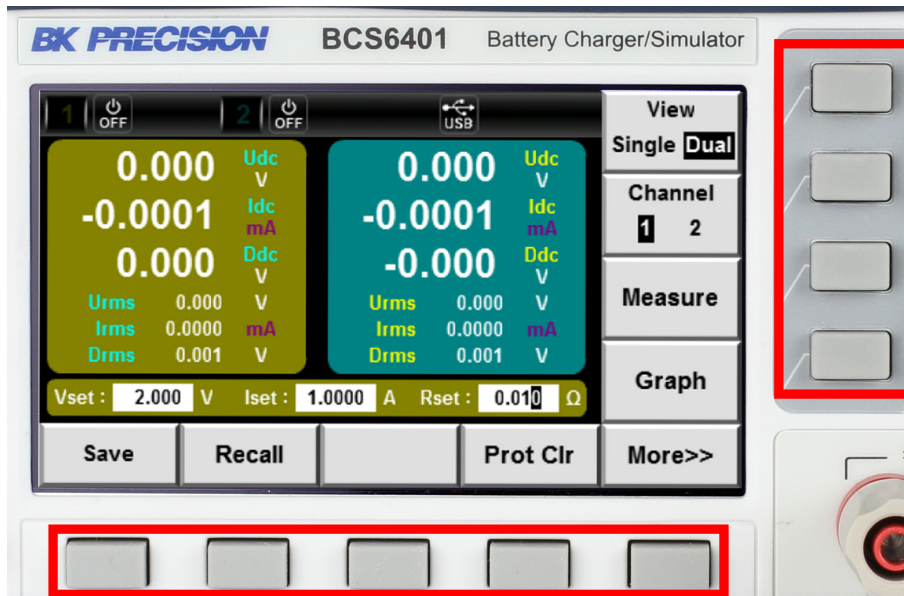 BK PRECISION BCS6401 Battery Charger/Simulator
1 OFF 2 OFF USB
View
Single Dual
0.000 Udc V 0.000 Udc V
Channel
1 2
-0.0001 Idc mA -0.0001 Idc mA
0.000 Ddc V -0.000 Ddc V
Measure
Urms 0.000 V Urms 0.000 V
Irms 0.0000 mA Irms 0.0000 mA
Drms 0.001 V Drms 0.001 V
Graph
Vset : 2.000 V Iset : 1.0000 A Rset : 0.010 Ω
Save Recall Prot Clr More>>